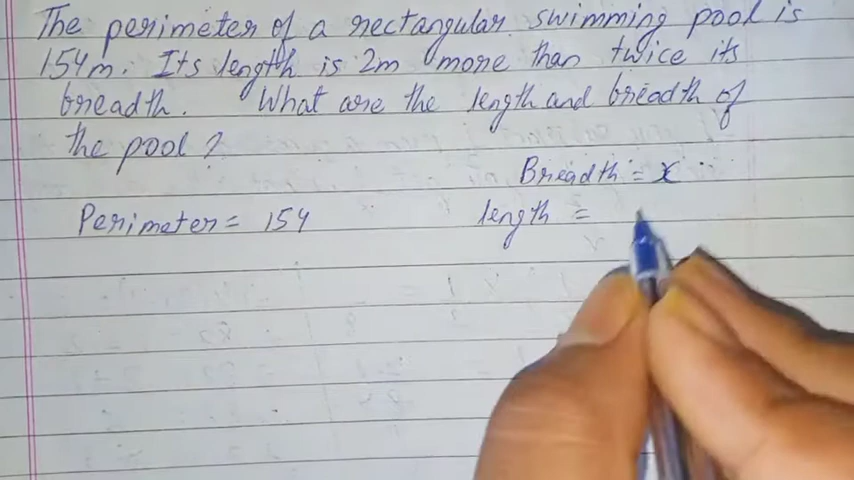 The perimeter of a rectangular swimming pool is
154m. Its length is 2m more than twice its
breadth. What are the length and breadth of
the pool?
Breadth = x
Perimeter = 154 length =